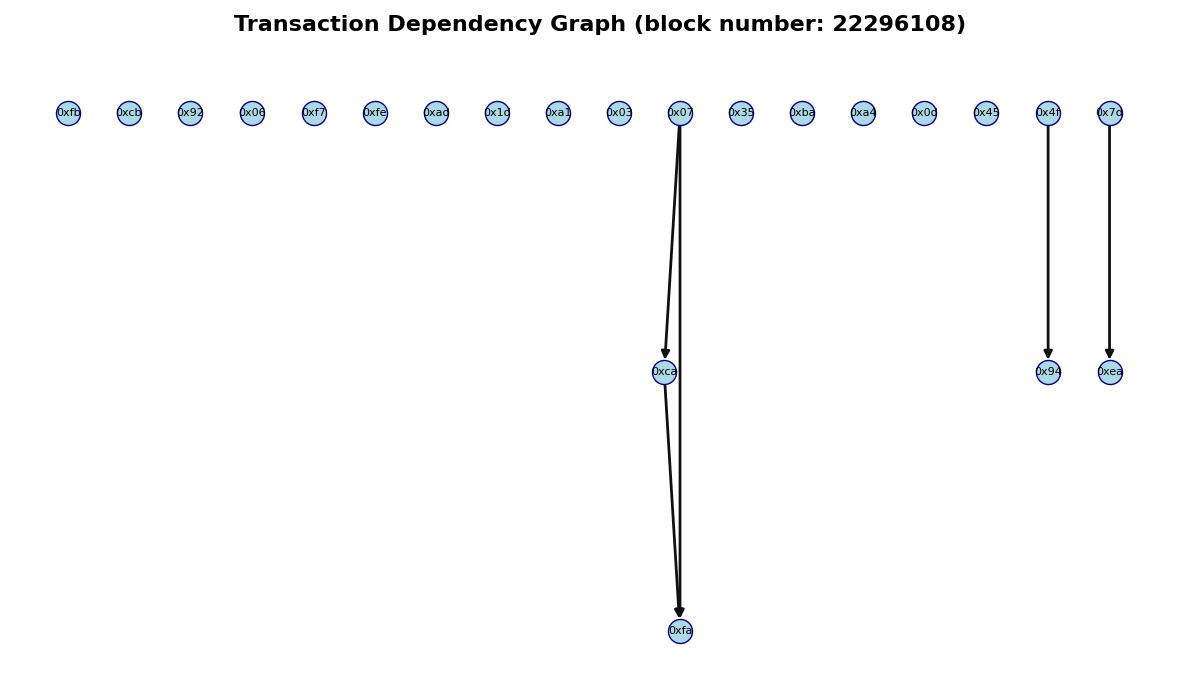 Transaction Dependency Graph (block number: 22296108)
0xfb 0xcb 0x92 0x06 0xf7 0xfe 0xad 0x1d 0xa1 0x03 0x07 0x35 0xba 0xa4 0x0d 0x45 0x4f 0x7d
0xca 0x94 0xea
0xfa